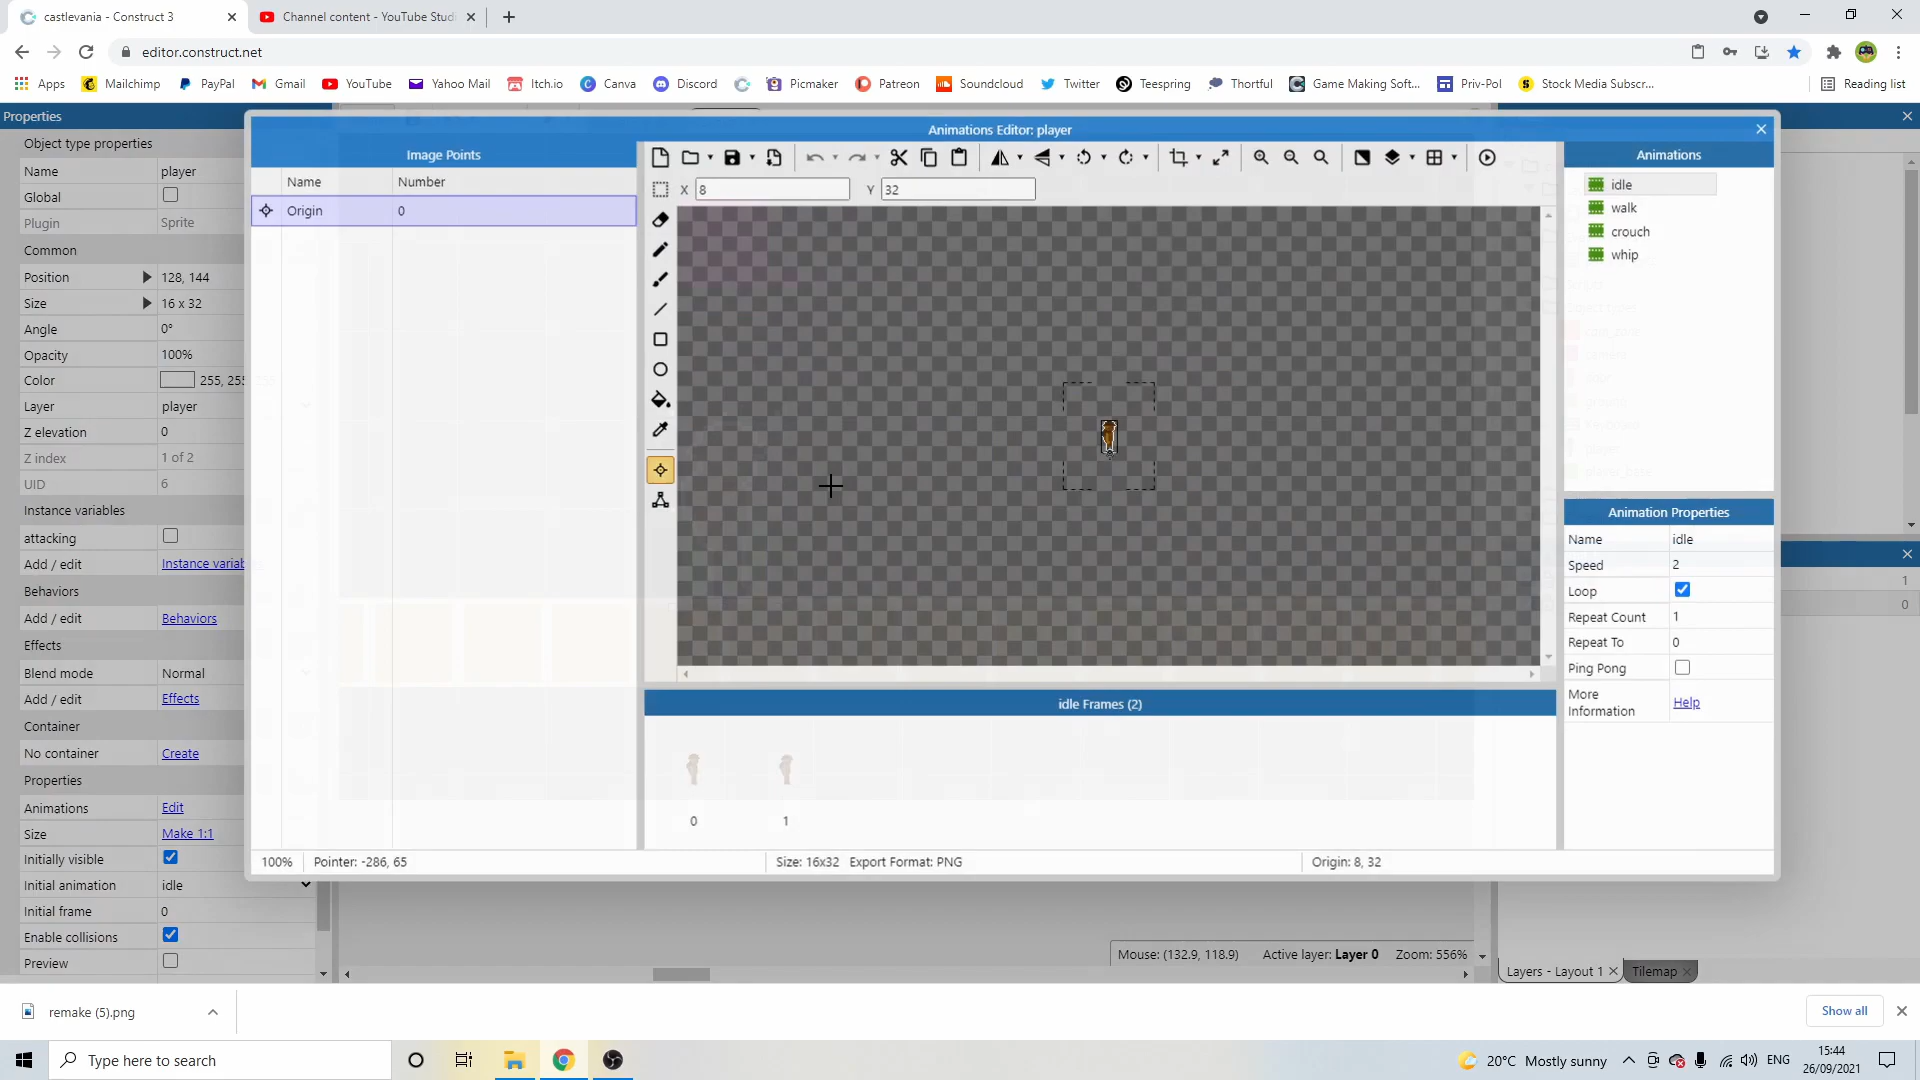 castlevania - Construct 3
Channel content - YouTube Studi
editor.construct.net
Apps Mailchimp PayPal Gmail YouTube Yahoo Mail Itch.io Canva Discord Picmaker Patreon Soundcloud Twitter Teespring Thortful Game Making Soft... Priv-Pol Stock Media Subscr... Reading list
Properties
Object type properties
Name player
Global
Plugin Sprite
Common
Position 128, 144
Size 16 x 32
Angle 0°
Opacity 100%
Color 255, 255, 255
Layer player
Z elevation 0
Z index 1 of 2
UID 6
Instance variables
attacking
Add / edit Instance variab
Behaviors
Add / edit Behaviors
Effects
Blend mode Normal
Add / edit Effects
Container
No container Create
Properties
Animations Edit
Size Make 1:1
Initially visible
Initial animation idle
Initial frame 0
Enable collisions
Preview
Animations Editor: player
Image Points
Name Number
Origin 0
X 8 Y 32
idle Frames (2)
0 1
100% Pointer: -286, 65 Size: 16x32 Export Format: PNG Origin: 8, 32
Animations
idle
walk
crouch
whip
Animation Properties
Name idle
Speed 2
Loop
Repeat Count 1
Repeat To 0
Ping Pong
More
Information Help
1
0
Mouse: (132.9, 118.9) Active layer: Layer 0 Zoom: 556%
Layers - Layout 1 Tilemap
remake (5).png
Show all
Type here to search
20°C Mostly sunny
ENG
15:44
26/09/2021